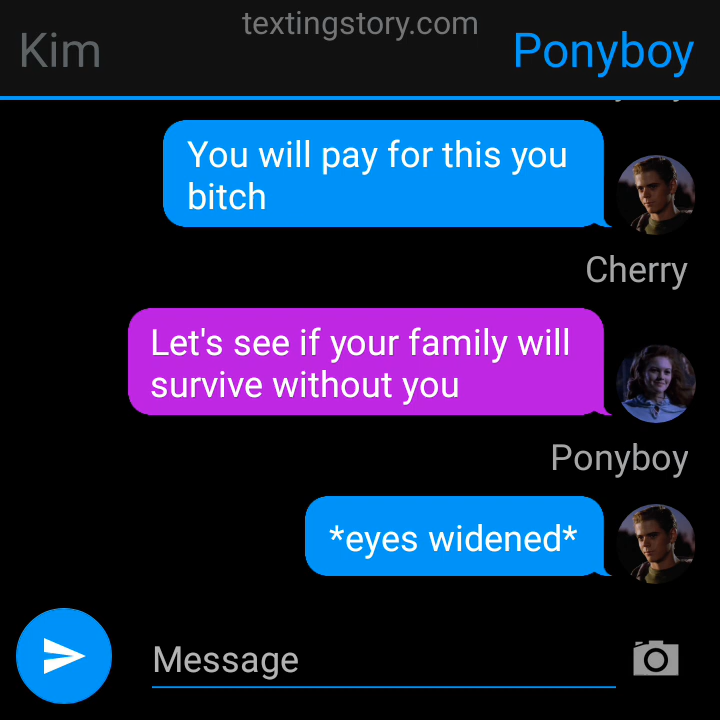 textingstory.com
Kim
Ponyboy
You will pay for this you
bitch
Cherry
Let's see if your family will
survive without you
Ponyboy
*eyes widened*
Message